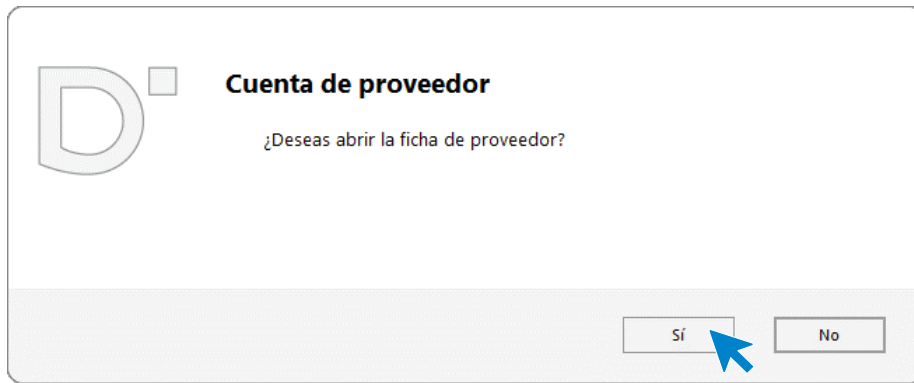 Cuenta de proveedor
¿Deseas abrir la ficha de proveedor?
Sí
No